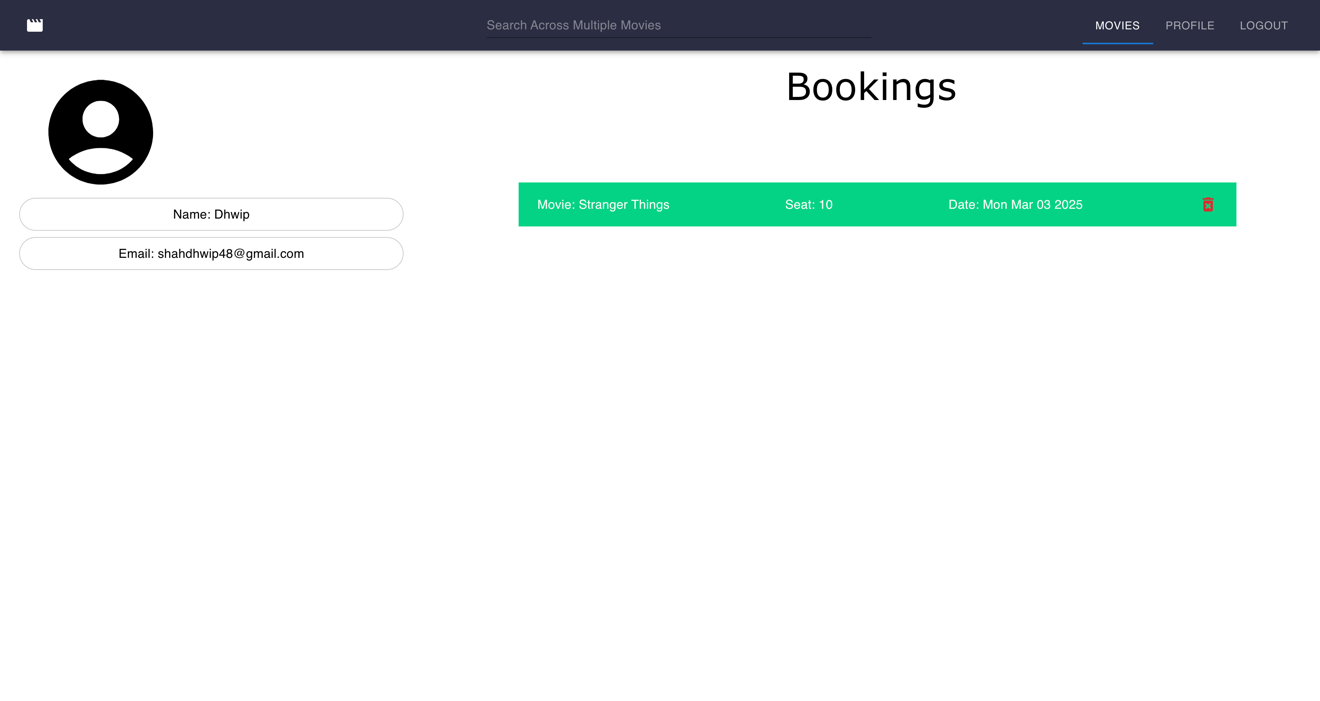 Search Across Multiple Movies
MOVIES
PROFILE
LOGOUT
Name: Dhwip
Email: shahdhwip48@gmail.com
Bookings
Movie: Stranger Things
Seat: 10
Date: Mon Mar 03 2025